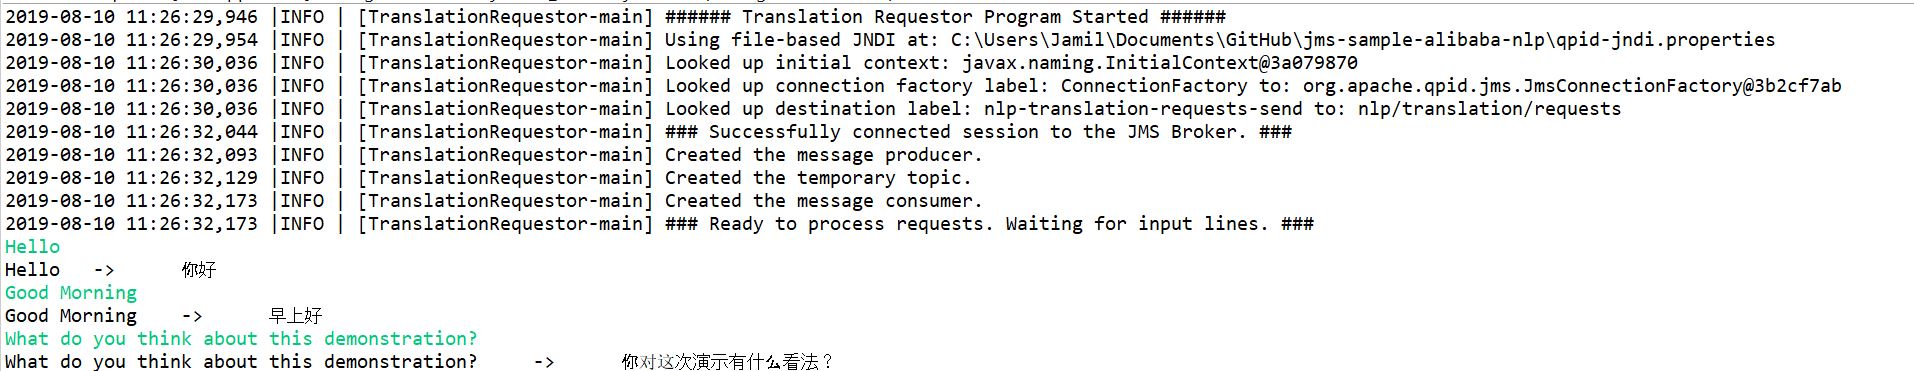 2019-08-10 11:26:29,946 |INFO | [TranslationRequestor-main] ###### Translation Requestor Program Started ######
2019-08-10 11:26:29,954 |INFO | [TranslationRequestor-main] Using file-based JNDI at: C:\Users\Jamil\Documents\GitHub\jms-sample-alibaba-nlp\qpid-jndi.properties
2019-08-10 11:26:30,036 |INFO | [TranslationRequestor-main] Looked up initial context: javax.naming.InitialContext@3a079870
2019-08-10 11:26:30,036 |INFO | [TranslationRequestor-main] Looked up connection factory label: ConnectionFactory to: org.apache.qpid.jms.JmsConnectionFactory@3b2cf7ab
2019-08-10 11:26:30,036 |INFO | [TranslationRequestor-main] Looked up destination label: nlp-translation-requests-send to: nlp/translation/requests
2019-08-10 11:26:32,044 |INFO | [TranslationRequestor-main] ### Successfully connected session to the JMS Broker. ###
2019-08-10 11:26:32,093 |INFO | [TranslationRequestor-main] Created the message producer.
2019-08-10 11:26:32,129 |INFO | [TranslationRequestor-main] Created the temporary topic.
2019-08-10 11:26:32,173 |INFO | [TranslationRequestor-main] Created the message consumer.
2019-08-10 11:26:32,173 |INFO | [TranslationRequestor-main] ### Ready to process requests. Waiting for input lines. ###
Hello
Hello -> 你好
Good Morning
Good Morning -> 早上好
What do you think about this demonstration?
What do you think about this demonstration? -> 你对这次演示有什么看法？